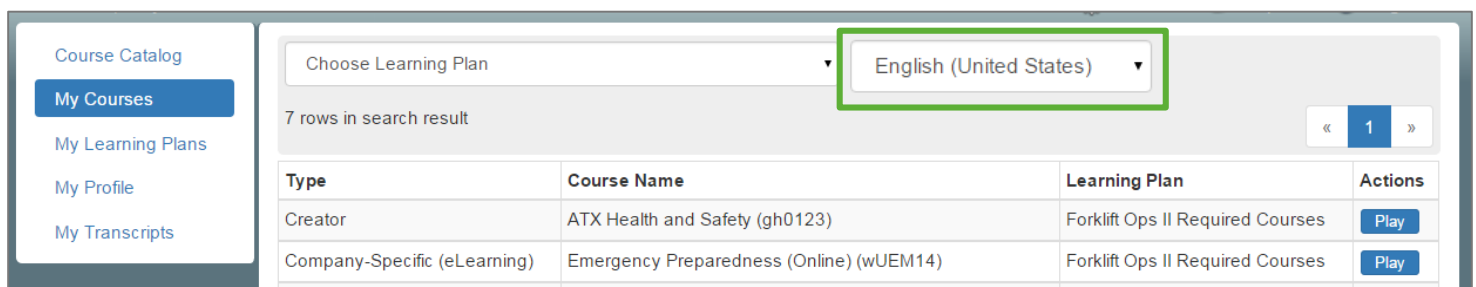 Course Catalog
My Courses
My Learning Plans
My Profile
My Transcripts
Choose Learning Plan
English (United States)
7 rows in search result
« 1 »
Type Course Name Learning Plan Actions
Creator ATX Health and Safety (gh0123) Forklift Ops II Required Courses Play
Company-Specific (eLearning) Emergency Preparedness (Online) (wUEM14) Forklift Ops II Required Courses Play